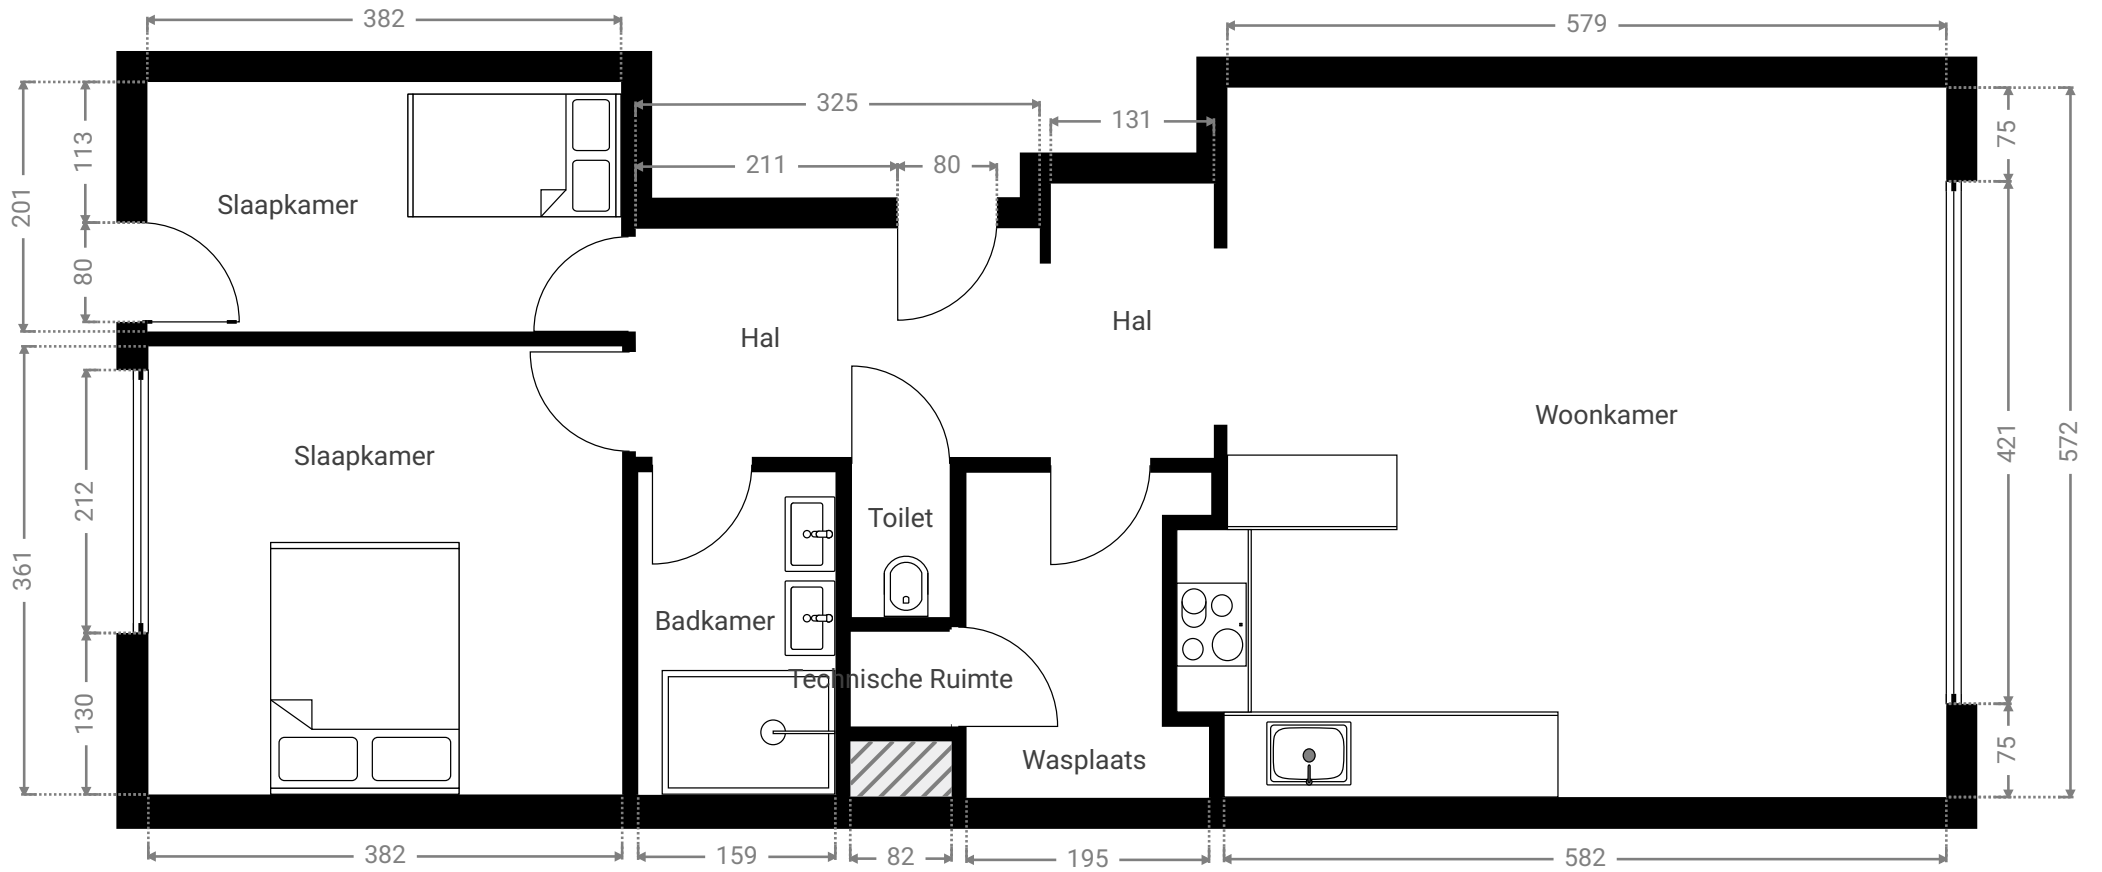 382
579
325
131
211
80
113
201
80
75
Slaapkamer
Hal
Hal
Woonkamer
421
572
Slaapkamer
212
361
130
Toilet
Badkamer
Technische Ruimte
Wasplaats
75
382
159
82
195
582